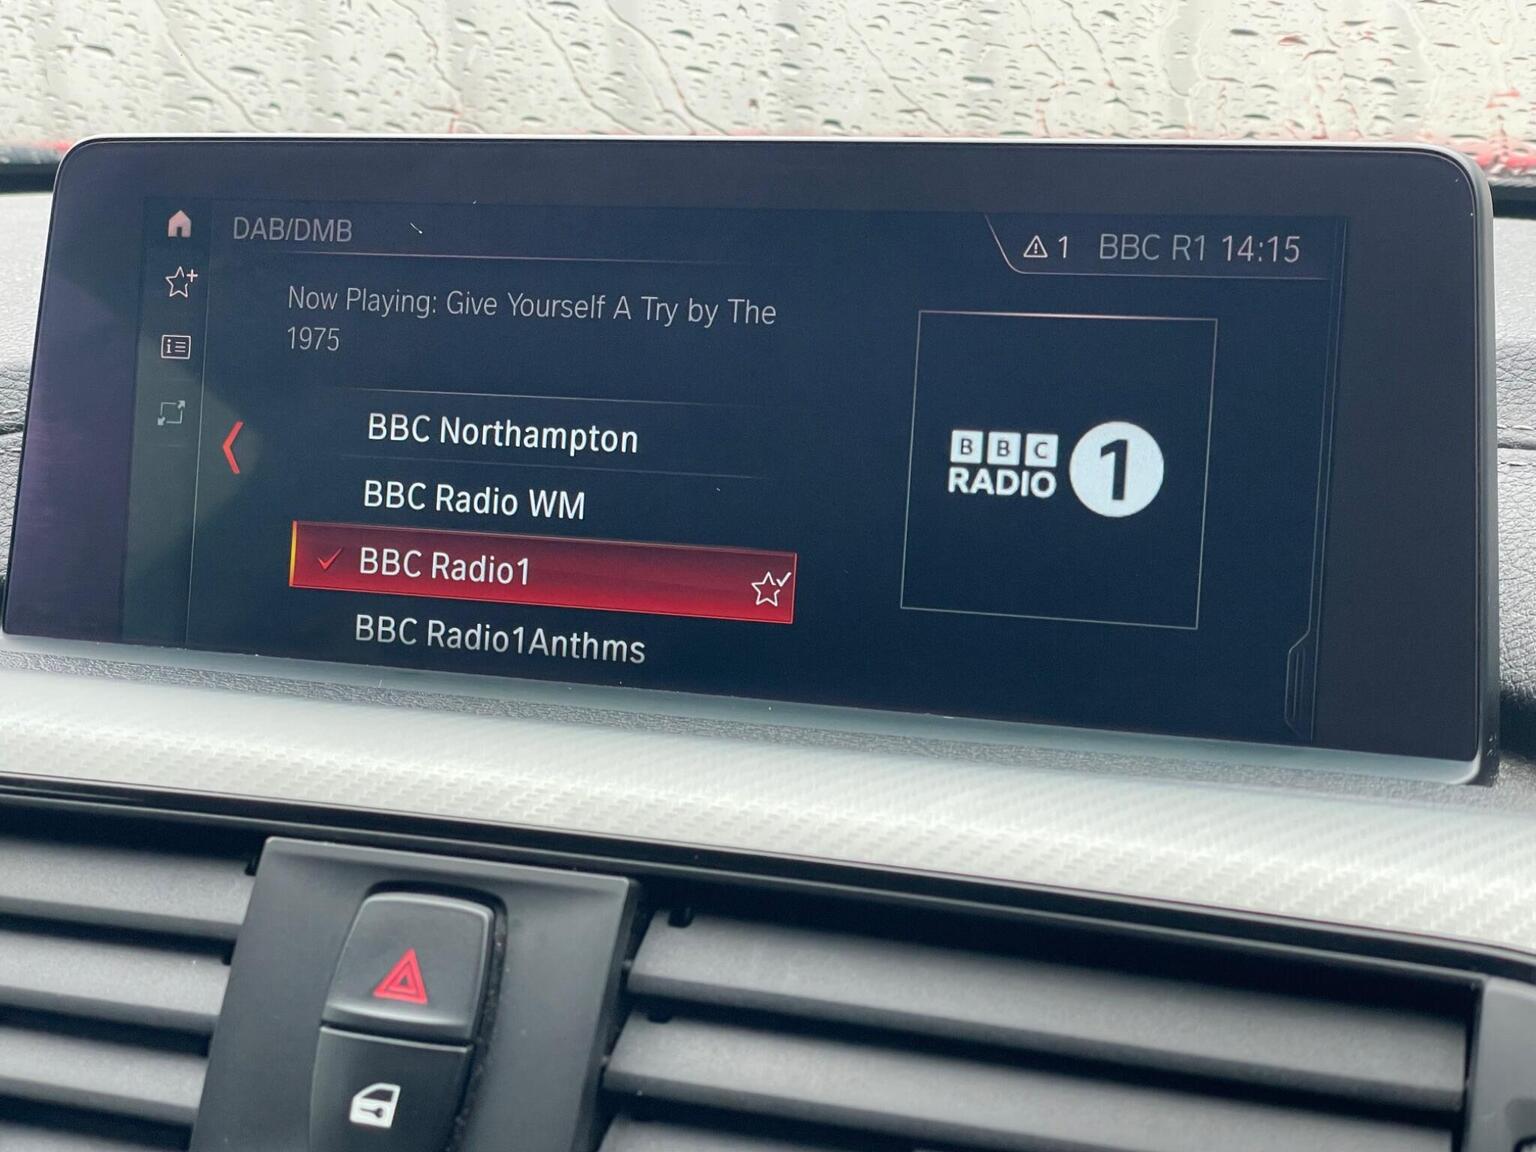 DAB/DMB
1 BBC R1 14:15
Now Playing: Give Yourself A Try by The
1975
BBC Northampton
BBC Radio WM
BBC Radio1
BBC Radio1Anthms
BBC
RADIO 1